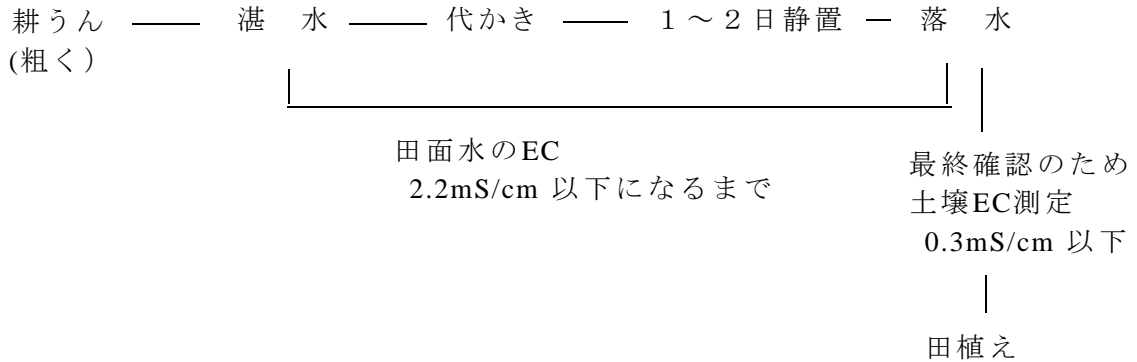 耕うん 湛 水 代かき 1～2日静置 落 水
(粗く）
田面水のEC
2.2mS/cm 以下になるまで
最終確認のため
土壌EC測定
0.3mS/cm 以下
田植え